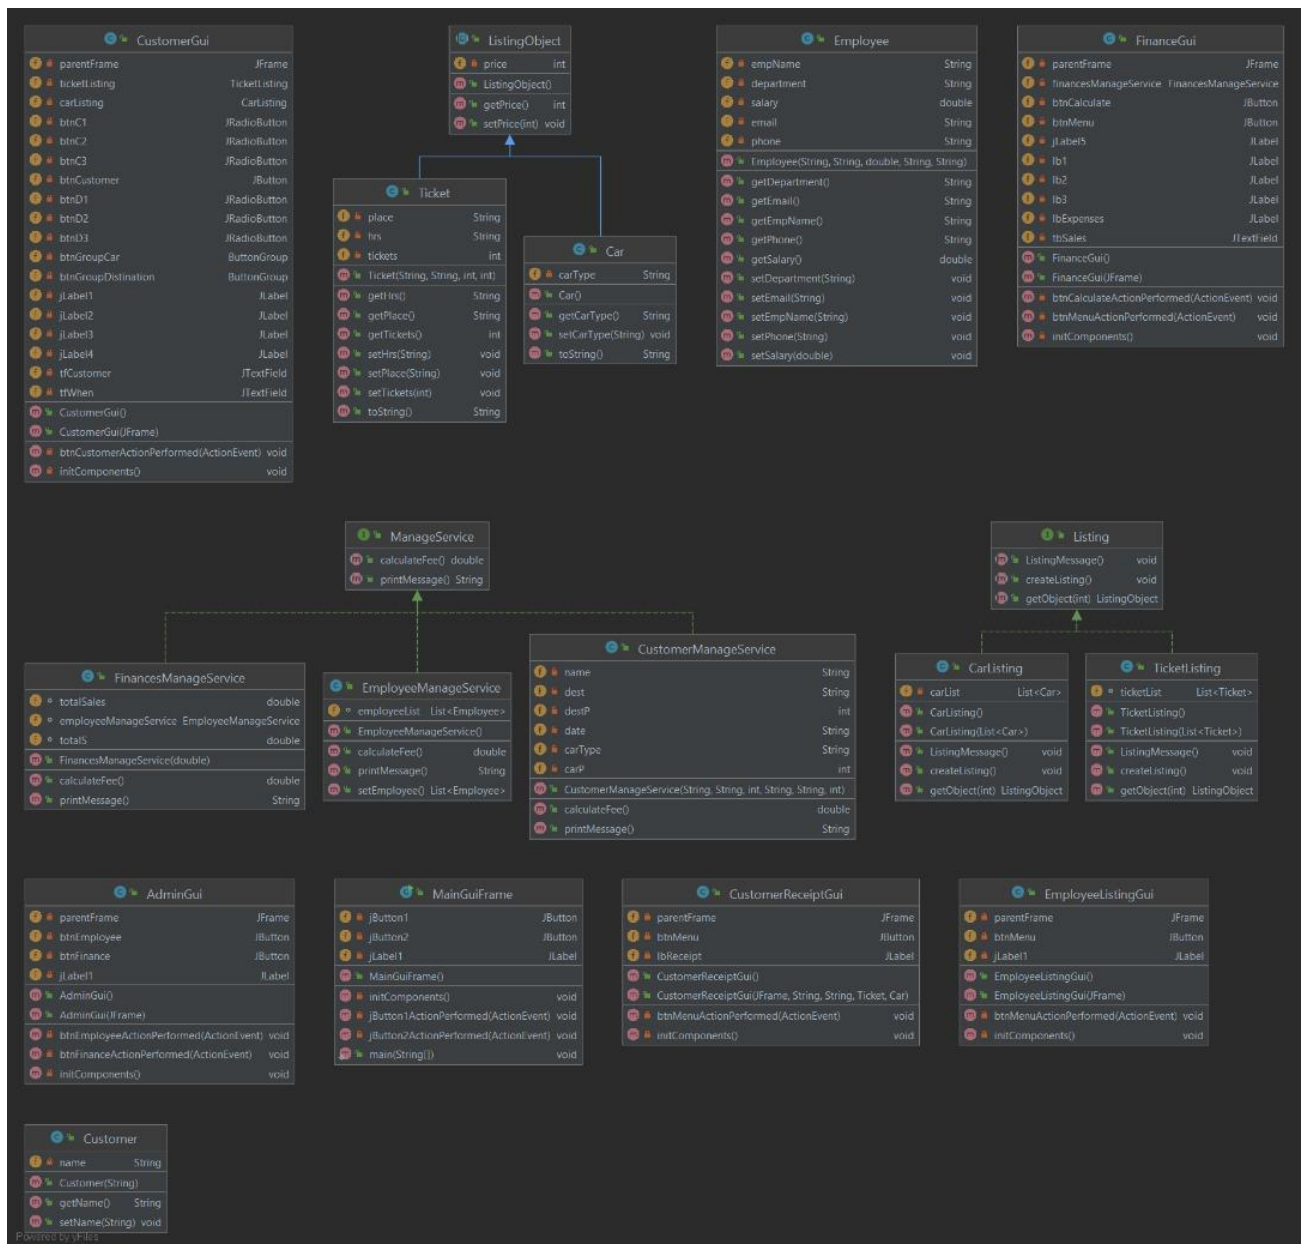 CustomerGui
parentFrame JFrame
ticketListing TicketListing
carListing CarListing
btnC1 JRadioButton
btnC2 JRadioButton
btnC3 JRadioButton
btnCustomer JButton
btnD1 JRadioButton
btnD2 JRadioButton
btnD3 JRadioButton
btnGroupCar ButtonGroup
btnGroupDistination ButtonGroup
jLabel1 JLabel
jLabel2 JLabel
jLabel3 JLabel
jLabel4 JLabel
tfCustomer JTextField
tfWhen JTextField
CustomerGui()
CustomerGui(JFrame)
btnCustomerActionPerformed(ActionEvent) void
initComponents() void
ListingObject
price int
ListingObject()
getPrice() int
setPrice(int) void
Ticket
place String
hrs String
tickets int
Ticket(String, String, int, int)
getHrs() String
getPlace() String
getTickets() int
setHrs(String) void
setPlace(String) void
setTickets(int) void
toString() String
Car
carType String
Car()
getCarType() String
setCarType(String) void
toString() String
Employee
empName String
department String
salary double
email String
phone String
Employee(String, String, double, String, String)
getDepartment() String
getEmail() String
getEmpName() String
getPhone() String
getSalary() double
setDepartment(String) void
setEmail(String) void
setEmpName(String) void
setPhone(String) void
setSalary(double) void
FinanceGui
parentFrame JFrame
financesManageService FinancesManageService
btnCalculate JButton
btnMenu JButton
jLabel5 JLabel
lb1 JLabel
lb2 JLabel
lb3 JLabel
lbExpenses JLabel
tbSales JTextField
FinanceGui()
FinanceGui(JFrame)
btnCalculateActionPerformed(ActionEvent) void
btnMenuActionPerformed(ActionEvent) void
initComponents() void
ManageService
calculateFee() double
printMessage() String
Listing
ListingMessage() void
createListing() void
getObject(int) ListingObject
FinancesManageService
totalSales double
employeeManageService EmployeeManageService
totalS double
FinancesManageService(double)
calculateFee() double
printMessage() String
EmployeeManageService
employeeList List<Employee>
EmployeeManageService()
calculateFee() double
printMessage() String
setEmployee() List<Employee>
CustomerManageService
name String
dest String
destP int
date String
carType String
carP int
CustomerManageService(String, String, int, String, String, int)
calculateFee() double
printMessage() String
CarListing
carList List<Car>
CarListing()
CarListing(List<Car>)
ListingMessage() void
createListing() void
getObject(int) ListingObject
TicketListing
ticketList List<Ticket>
TicketListing()
TicketListing(List<Ticket>)
ListingMessage() void
createListing() void
getObject(int) ListingObject
AdminGui
parentFrame JFrame
btnEmployee JButton
btnFinance JButton
jLabel1 JLabel
AdminGui()
AdminGui(JFrame)
btnEmployeeActionPerformed(ActionEvent) void
btnFinanceActionPerformed(ActionEvent) void
initComponents() void
MainGuiFrame
jButton1 JButton
jButton2 JButton
jLabel1 JLabel
MainGuiFrame()
initComponents() void
jButton1ActionPerformed(ActionEvent) void
jButton2ActionPerformed(ActionEvent) void
main(String[]) void
CustomerReceiptGui
parentFrame JFrame
btnMenu JButton
lbReceipt JLabel
CustomerReceiptGui()
CustomerReceiptGui(JFrame, String, String, Ticket, Car)
btnMenuActionPerformed(ActionEvent) void
initComponents() void
EmployeeListingGui
parentFrame JFrame
btnMenu JButton
jLabel1 JLabel
EmployeeListingGui()
EmployeeListingGui(JFrame)
btnMenuActionPerformed(ActionEvent) void
initComponents() void
Customer
name String
Customer(String)
getName() String
setName(String) void
Powered by yFiles